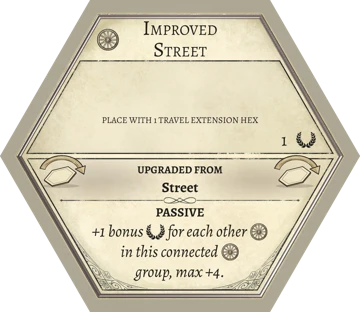 IMPROVED
STREET
PLACE WITH 1 TRAVEL EXTENSION HEX
1
UPGRADED FROM
Street
PASSIVE
+1 bonus for each other
in this connected
group, max +4.